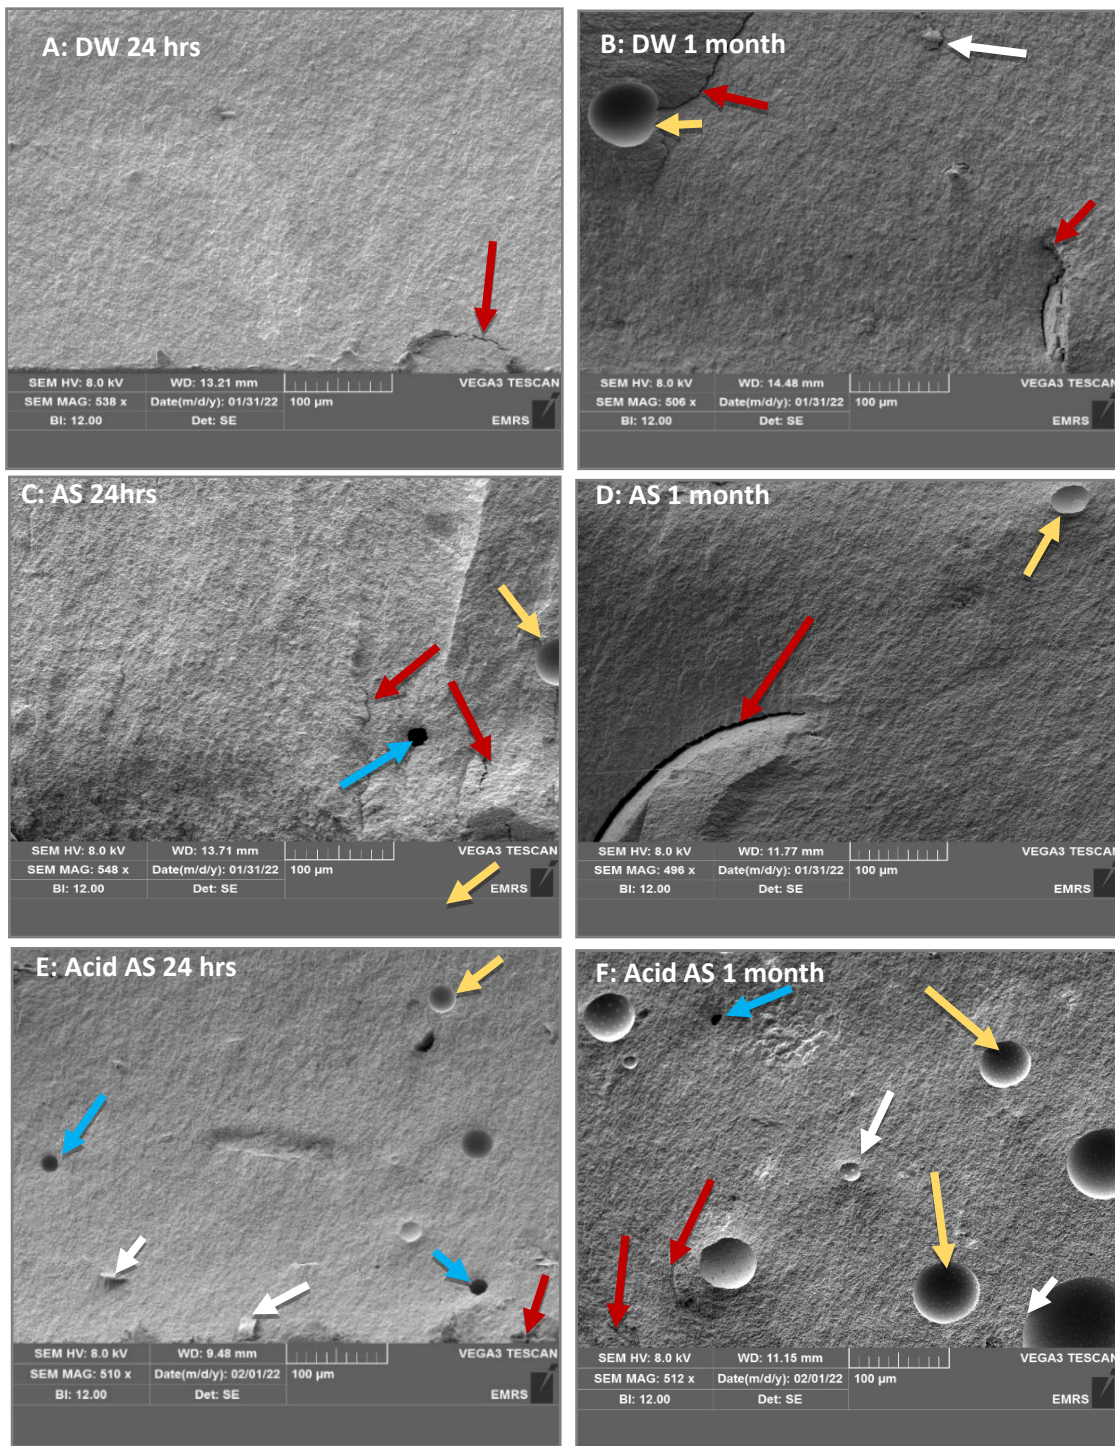 A: DW 24 hrs
SEM HV: 8.0 kV WD: 13.21 mm VEGA3 TESCAN
SEM MAG: 538 x Date(m/d/y): 01/31/22 100 µm
BI: 12.00 Det: SE EMRS
B: DW 1 month
SEM HV: 8.0 kV WD: 14.48 mm VEGA3 TESCAN
SEM MAG: 506 x Date(m/d/y): 01/31/22 100 µm
BI: 12.00 Det: SE EMRS
C: AS 24hrs
SEM HV: 8.0 kV WD: 13.71 mm VEGA3 TESCAN
SEM MAG: 548 x Date(m/d/y): 01/31/22 100 µm
BI: 12.00 Det: SE EMRS
D: AS 1 month
SEM HV: 8.0 kV WD: 11.77 mm VEGA3 TESCAN
SEM MAG: 496 x Date(m/d/y): 01/31/22 100 µm
BI: 12.00 Det: SE EMRS
E: Acid AS 24 hrs
SEM HV: 8.0 kV WD: 9.48 mm VEGA3 TESCAN
SEM MAG: 510 x Date(m/d/y): 02/01/22 100 µm
BI: 12.00 Det: SE EMRS
F: Acid AS 1 month
SEM HV: 8.0 kV WD: 11.15 mm VEGA3 TESCAN
SEM MAG: 512 x Date(m/d/y): 02/01/22 100 µm
BI: 12.00 Det: SE EMRS